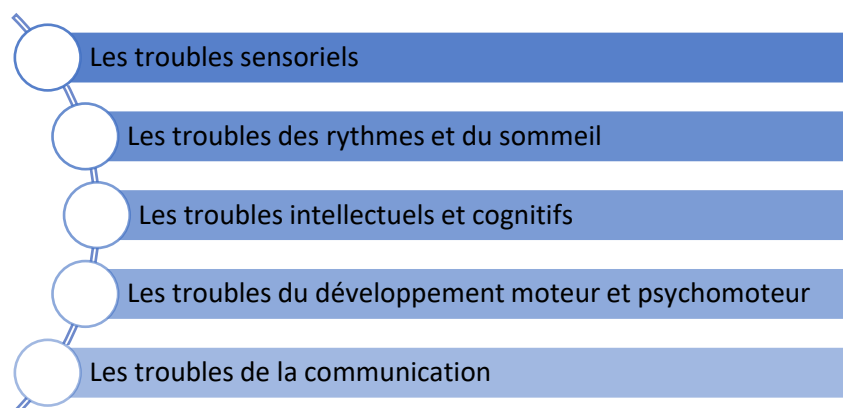 Les troubles sensoriels
Les troubles des rythmes et du sommeil
Les troubles intellectuels et cognitifs
Les troubles du développement moteur et psychomoteur
Les troubles de la communication